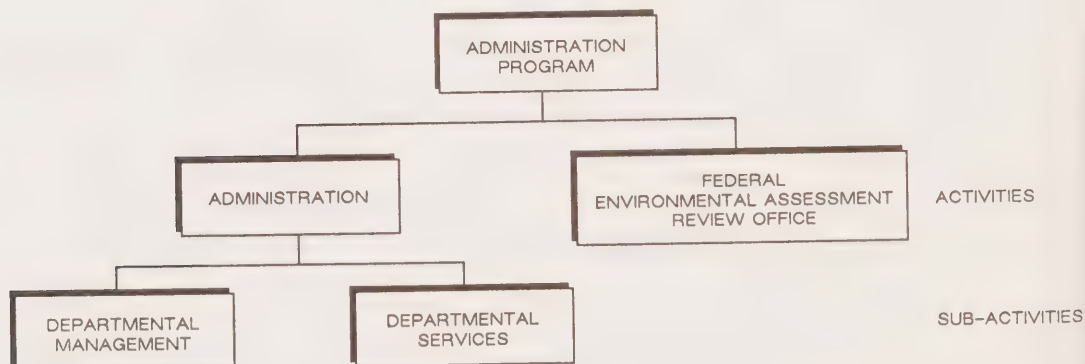 ADMINISTRATION
PROGRAM
ADMINISTRATION
FEDERAL
ENVIRONMENTAL ASSESSMENT
REVIEW OFFICE
ACTIVITIES
DEPARTMENTAL
MANAGEMENT
DEPARTMENTAL
SERVICES
SUB-ACTIVITIES